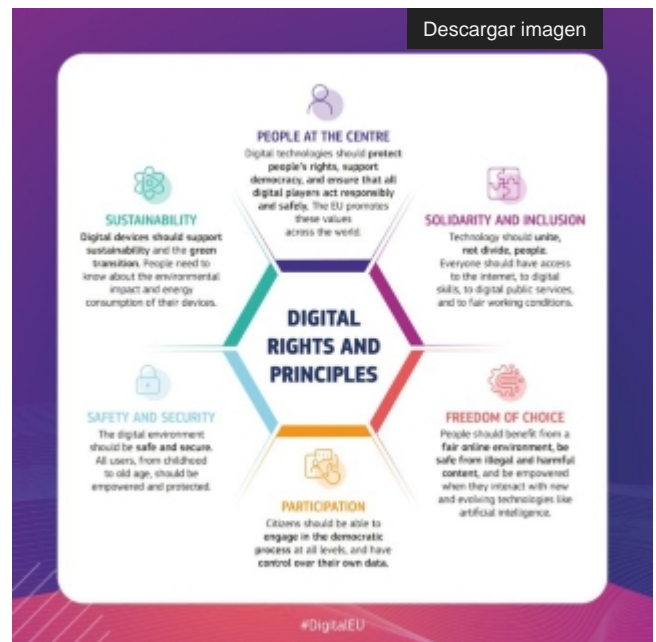 Descargar imagen
PEOPLE AT THE CENTRE
Digital technologies should protect
people's rights, support
democracy, and ensure that all
digital players act responsibly
and safely. The EU promotes
these values
across the world.
SUSTAINABILITY
Digital devices should support
sustainability and the green
transition. People need to
know about the environmental
impact and energy
consumption of their devices.
SOLIDARITY AND INCLUSION
Technology should unite,
not divide, people.
Everyone should have access
to the internet, to digital
skills, to digital public services,
and to fair working conditions.
DIGITAL
RIGHTS AND
PRINCIPLES
SAFETY AND SECURITY
The digital environment
should be safe and secure.
All users, from childhood
to old age, should be
empowered and protected.
FREEDOM OF CHOICE
People should benefit from a
fair online environment, be
safe from illegal and harmful
content, and be empowered
when they interact with new
and evolving technologies like
artificial intelligence.
PARTICIPATION
Citizens should be able to
engage in the democratic
process at all levels, and have
control over their own data.
#DigitalEU